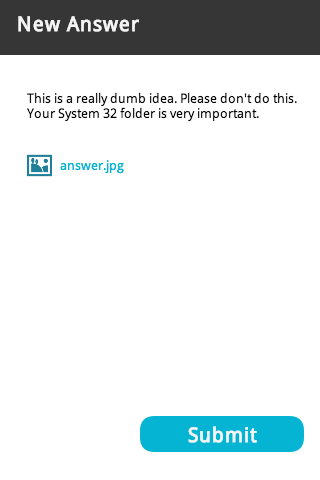 New Answer
This is a really dumb idea. Please don't do this.
Your System 32 folder is very important.
answer.jpg
Submit